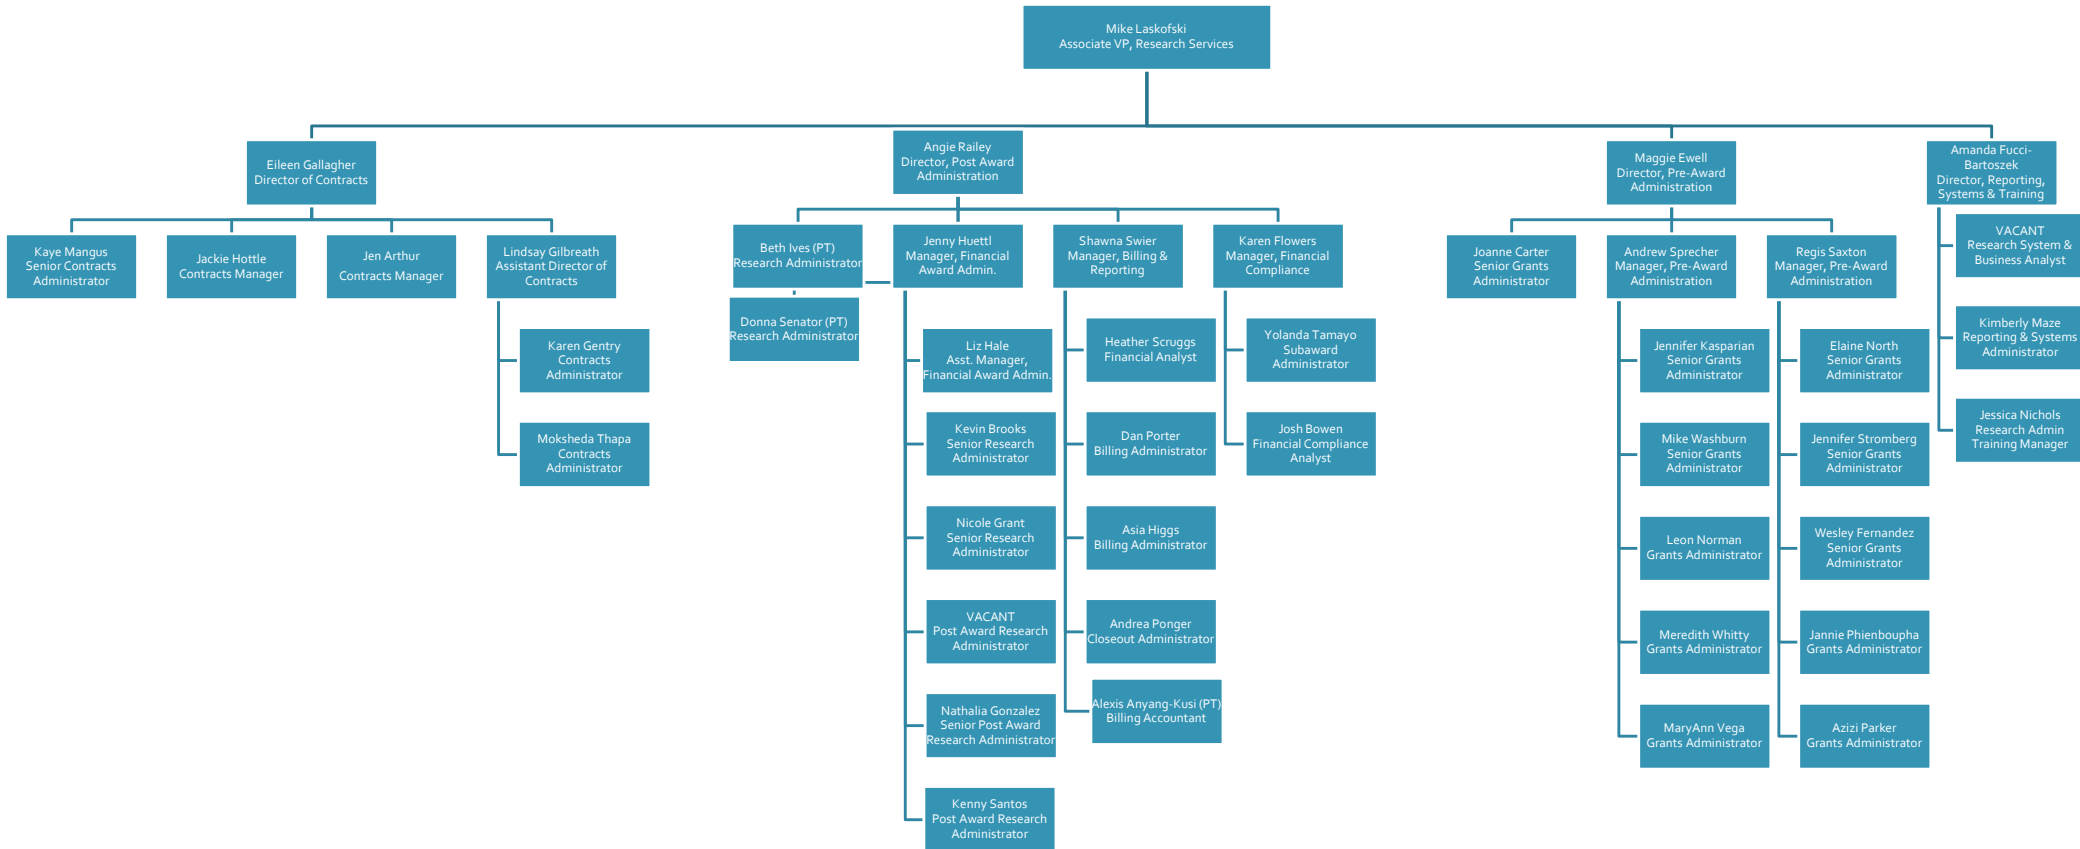 Mike Laskofski
Associate VP, Research Services
Eileen Gallagher
Director of Contracts
Angie Railey
Director, Post Award
Administration
Maggie Ewell
Director, Pre-Award
Administration
Amanda Fucci-
Bartoszek
Director, Reporting,
Systems & Training
Kaye Mangus
Senior Contracts
Administrator
Jackie Hottle
Contracts Manager
Jen Arthur
Contracts Manager
Lindsay Gilbreath
Assistant Director of
Contracts
Karen Gentry
Contracts
Administrator
Moksheda Thapa
Contracts
Administrator
Beth Ives (PT)
Research Administrator
Donna Senator (PT)
Research Administrator
Jenny Huettl
Manager, Financial
Award Admin.
Liz Hale
Asst. Manager,
Financial Award Admin.
Kevin Brooks
Senior Research
Administrator
Nicole Grant
Senior Research
Administrator
VACANT
Post Award Research
Administrator
Nathalia Gonzalez
Senior Post Award
Research Administrator
Kenny Santos
Post Award Research
Administrator
Shawna Swier
Manager, Billing &
Reporting
Heather Scruggs
Financial Analyst
Dan Porter
Billing Administrator
Asia Higgs
Billing Administrator
Andrea Ponger
Closeout Administrator
Alexis Anyang-Kusi (PT)
Billing Accountant
Karen Flowers
Manager, Financial
Compliance
Yolanda Tamayo
Subaward
Administrator
Josh Bowen
Financial Compliance
Analyst
Joanne Carter
Senior Grants
Administrator
Andrew Sprecher
Manager, Pre-Award
Administration
Jennifer Kasparian
Senior Grants
Administrator
Mike Washburn
Senior Grants
Administrator
Leon Norman
Grants Administrator
Meredith Whitty
Grants Administrator
MaryAnn Vega
Grants Administrator
Regis Saxton
Manager, Pre-Award
Administration
Elaine North
Senior Grants
Administrator
Jennifer Stromberg
Senior Grants
Administrator
Wesley Fernandez
Senior Grants
Administrator
Jannie Phienboupha
Grants Administrator
Azizi Parker
Grants Administrator
VACANT
Research System &
Business Analyst
Kimberly Maze
Reporting & Systems
Administrator
Jessica Nichols
Research Admin
Training Manager